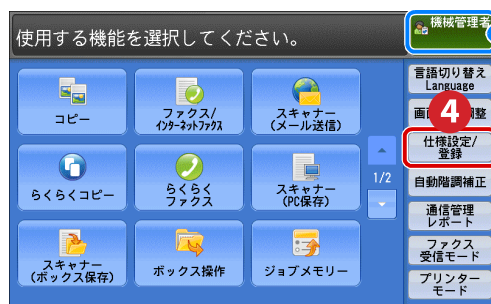 使用する機能を選択してください。
機械管理者
コピー
ファクス/
インターネットファクス
スキャナー
(メール送信)
らくらくコピー
らくらく
ファクス
スキャナー
(PC保存)
スキャナー
(ボックス保存)
ボックス操作
ジョブメモリー
1/2
言語切り替え
Language
画
4
整
仕様設定/
登録
自動階調補正
通信管理
レポート
ファクス
受信モード
プリンター
モード